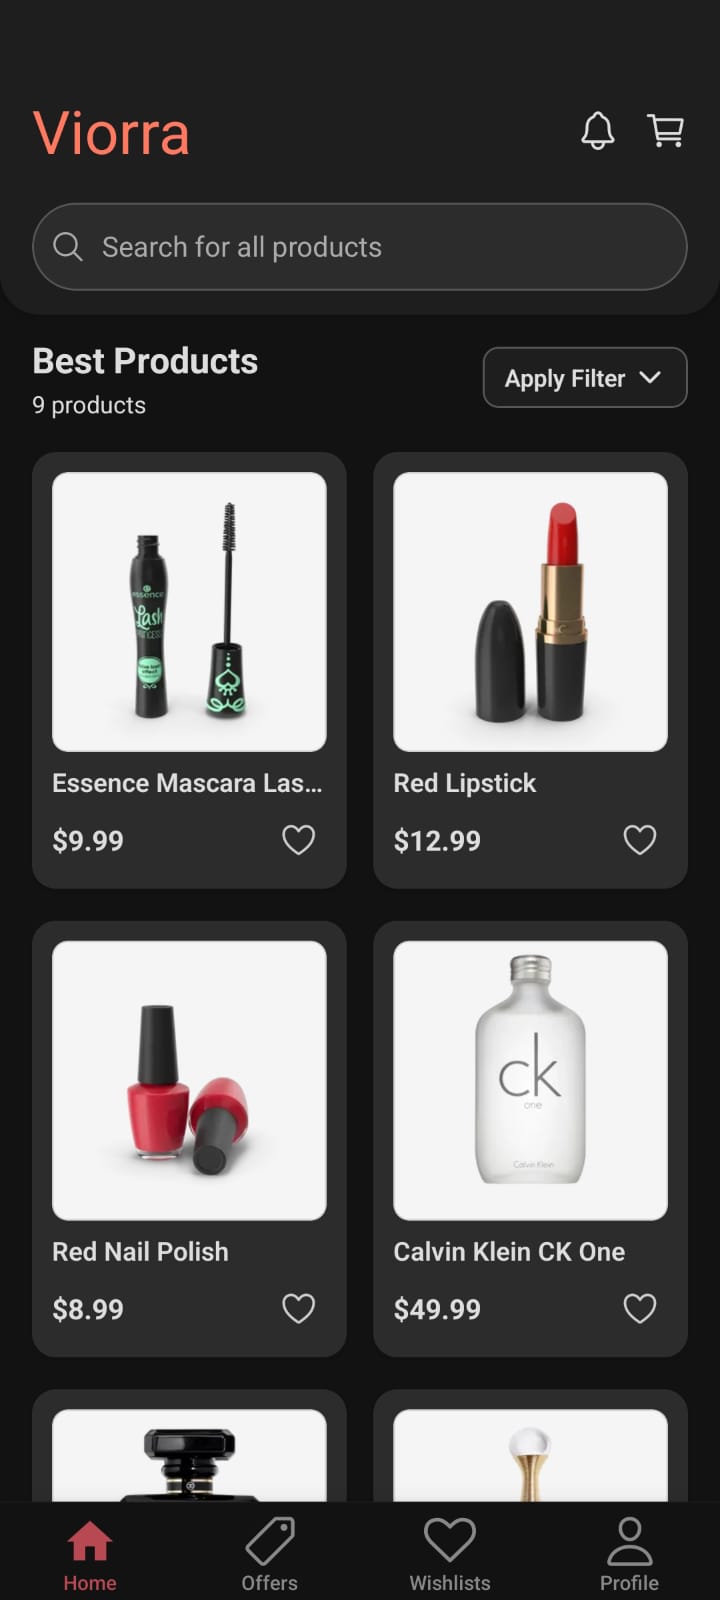 Viorra
Search for all products
Best Products
9 products
Apply Filter
essence
Lash
PRINCESS
Essence Mascara Las...
$9.99
Red Lipstick
$12.99
ck
one
Calvin Klein
Red Nail Polish
$8.99
Calvin Klein CK One
$49.99
Home
Offers
Wishlists
Profile